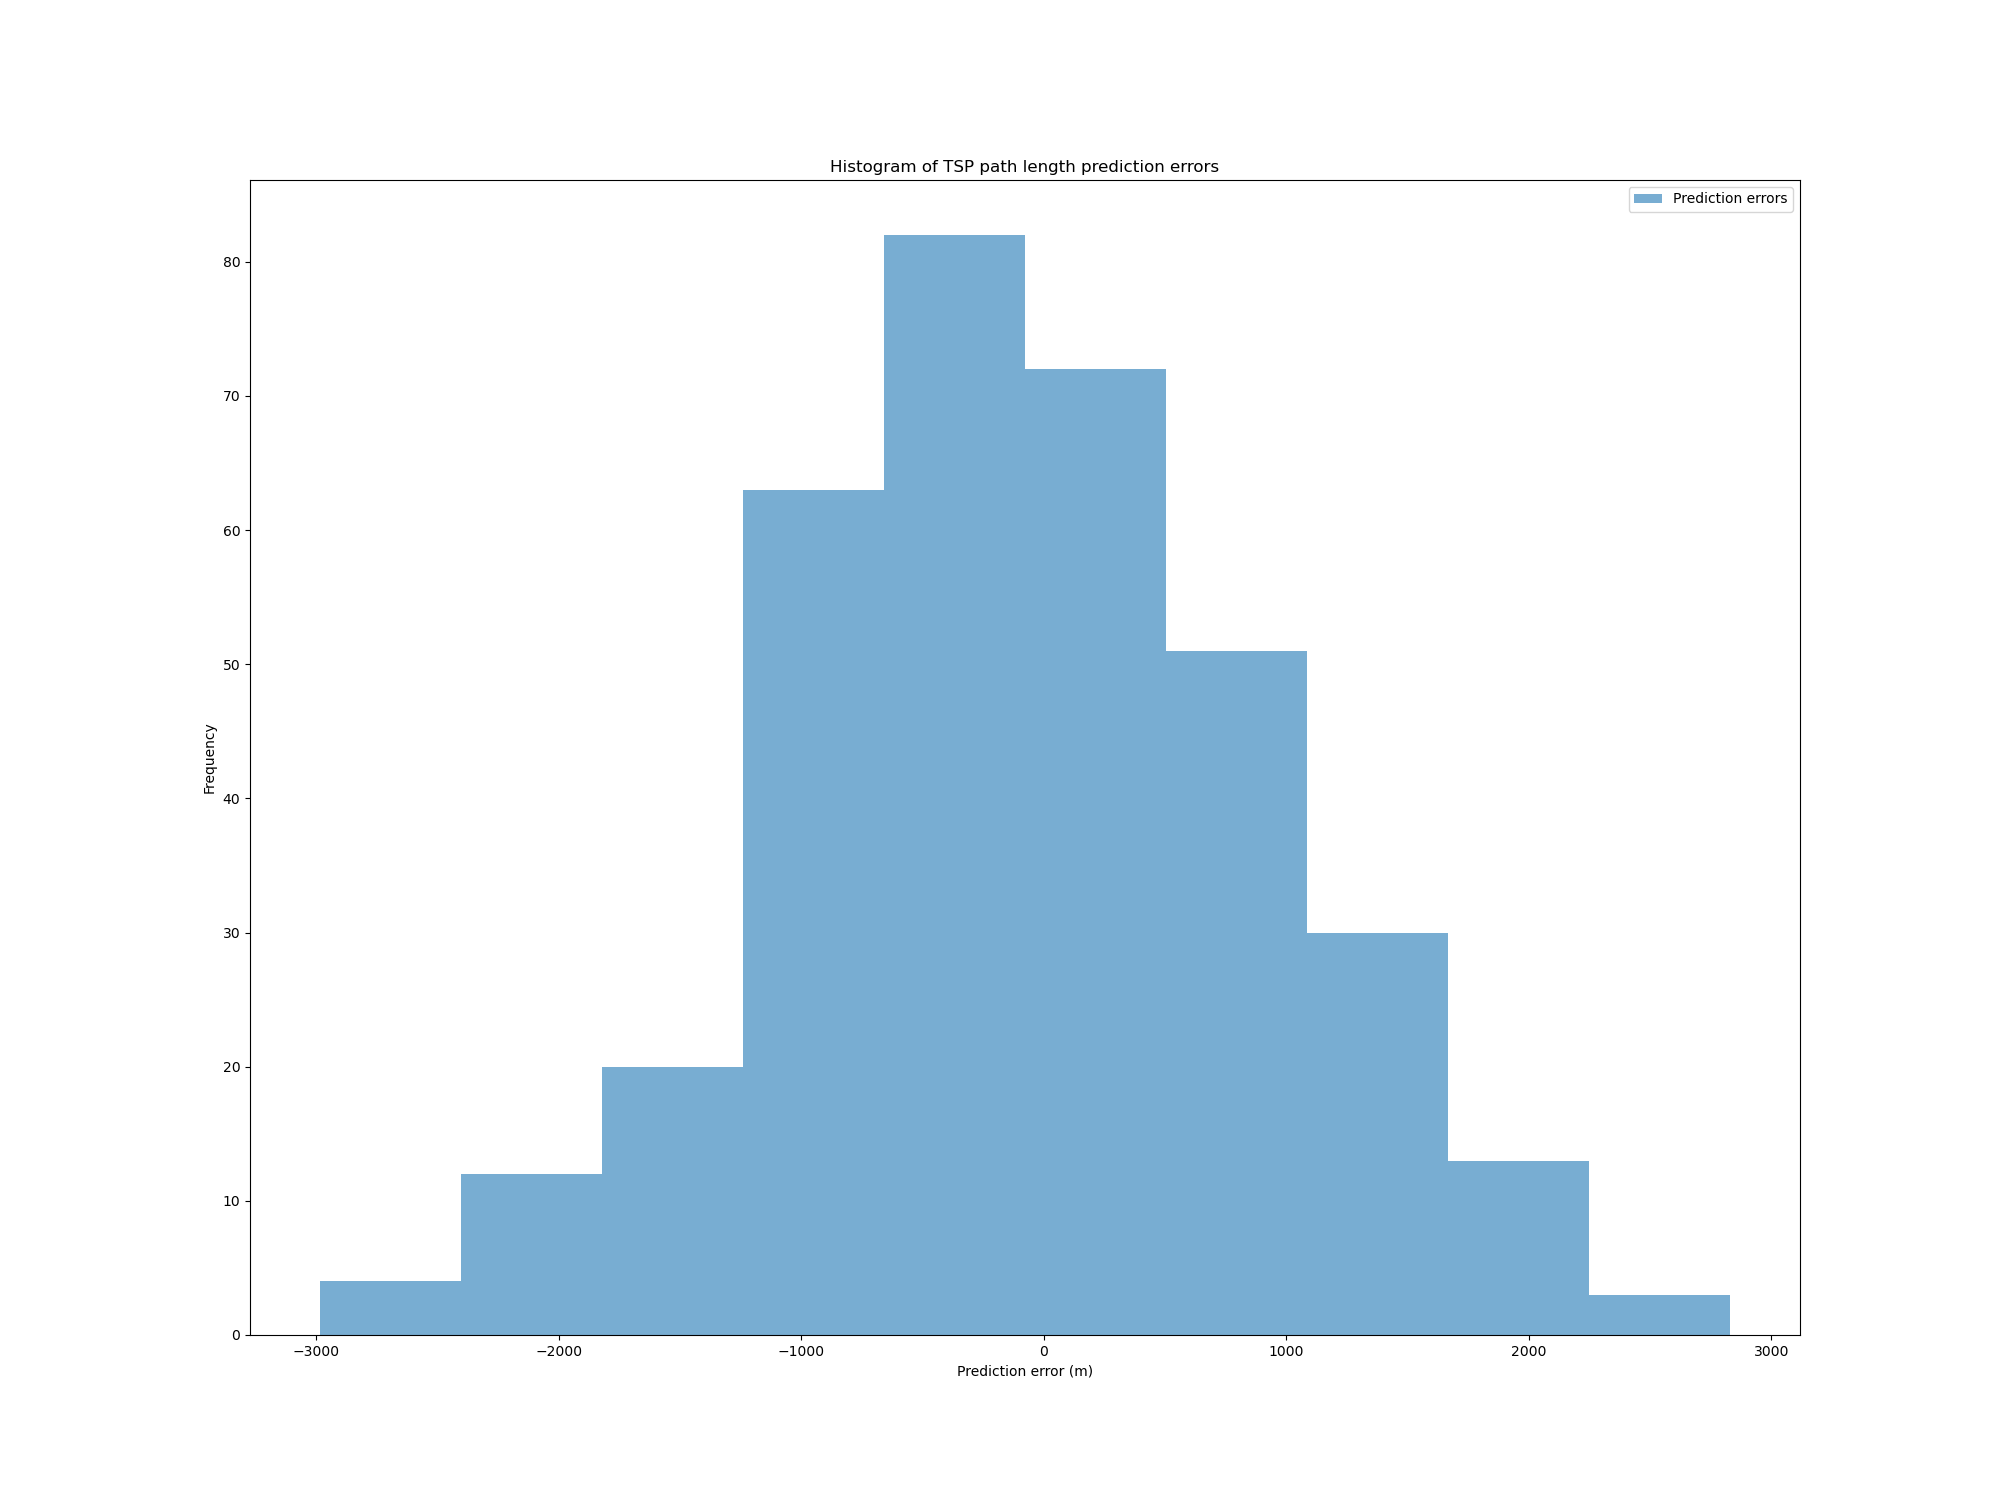 Histogram of TSP path length prediction errors
Prediction errors
80
70
60
50
40
30
20
10
0
Frequency
−3000 −2000 −1000 0 1000 2000 3000
Prediction error (m)